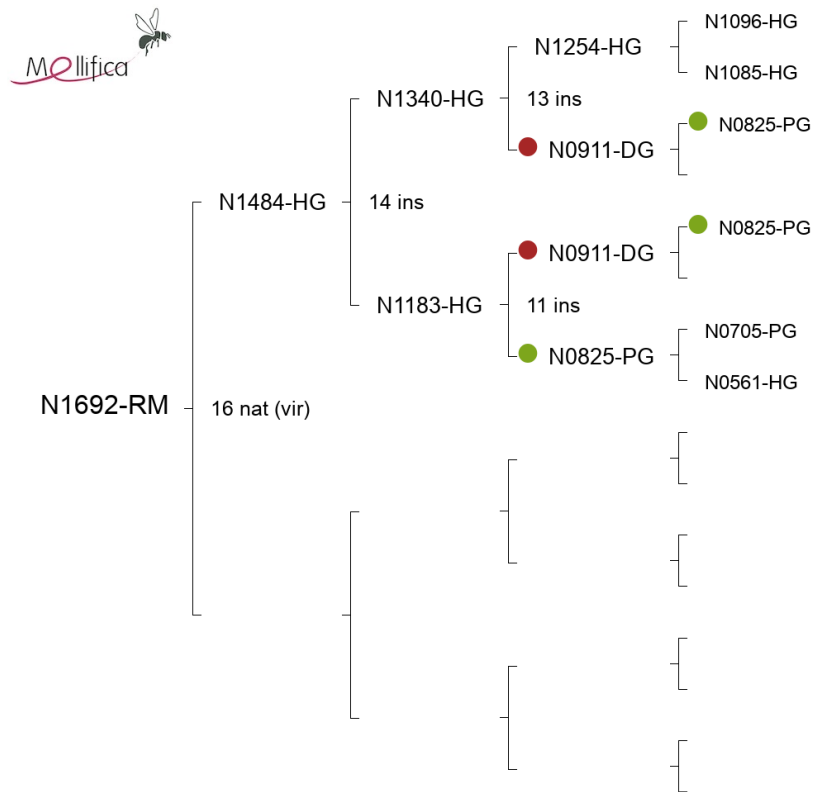 Mellifica
N1096-HG
N1254-HG
N1085-HG
N1340-HG
13 ins
N0825-PG
N0911-DG
N1484-HG
14 ins
N0825-PG
N0911-DG
N1183-HG
11 ins
N0705-PG
N0825-PG
N0561-HG
N1692-RM
16 nat (vir)